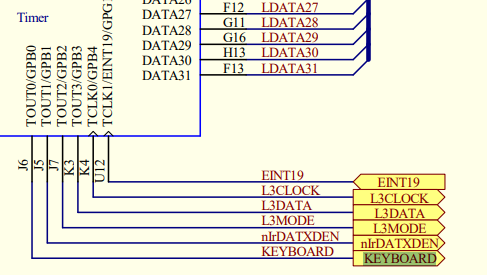 DATA26
Timer
DATA27 F12 LDATA27
DATA28 G11 LDATA28
DATA29 G16 LDATA29
DATA30 H13 LDATA30
DATA31 F13 LDATA31
TOUT0/GPB0
TOUT1/GPB1
TOUT2/GPB2
TOUT3/GPB3
TCLK0/GPB4
TCLK1/EINT19/GPG
J6
J5
J7
K3
K4
U12
EINT19 EINT19
L3CLOCK L3CLOCK
L3DATA L3DATA
L3MODE L3MODE
nIrDATXDEN nIrDATXDEN
KEYBOARD KEYBOARD